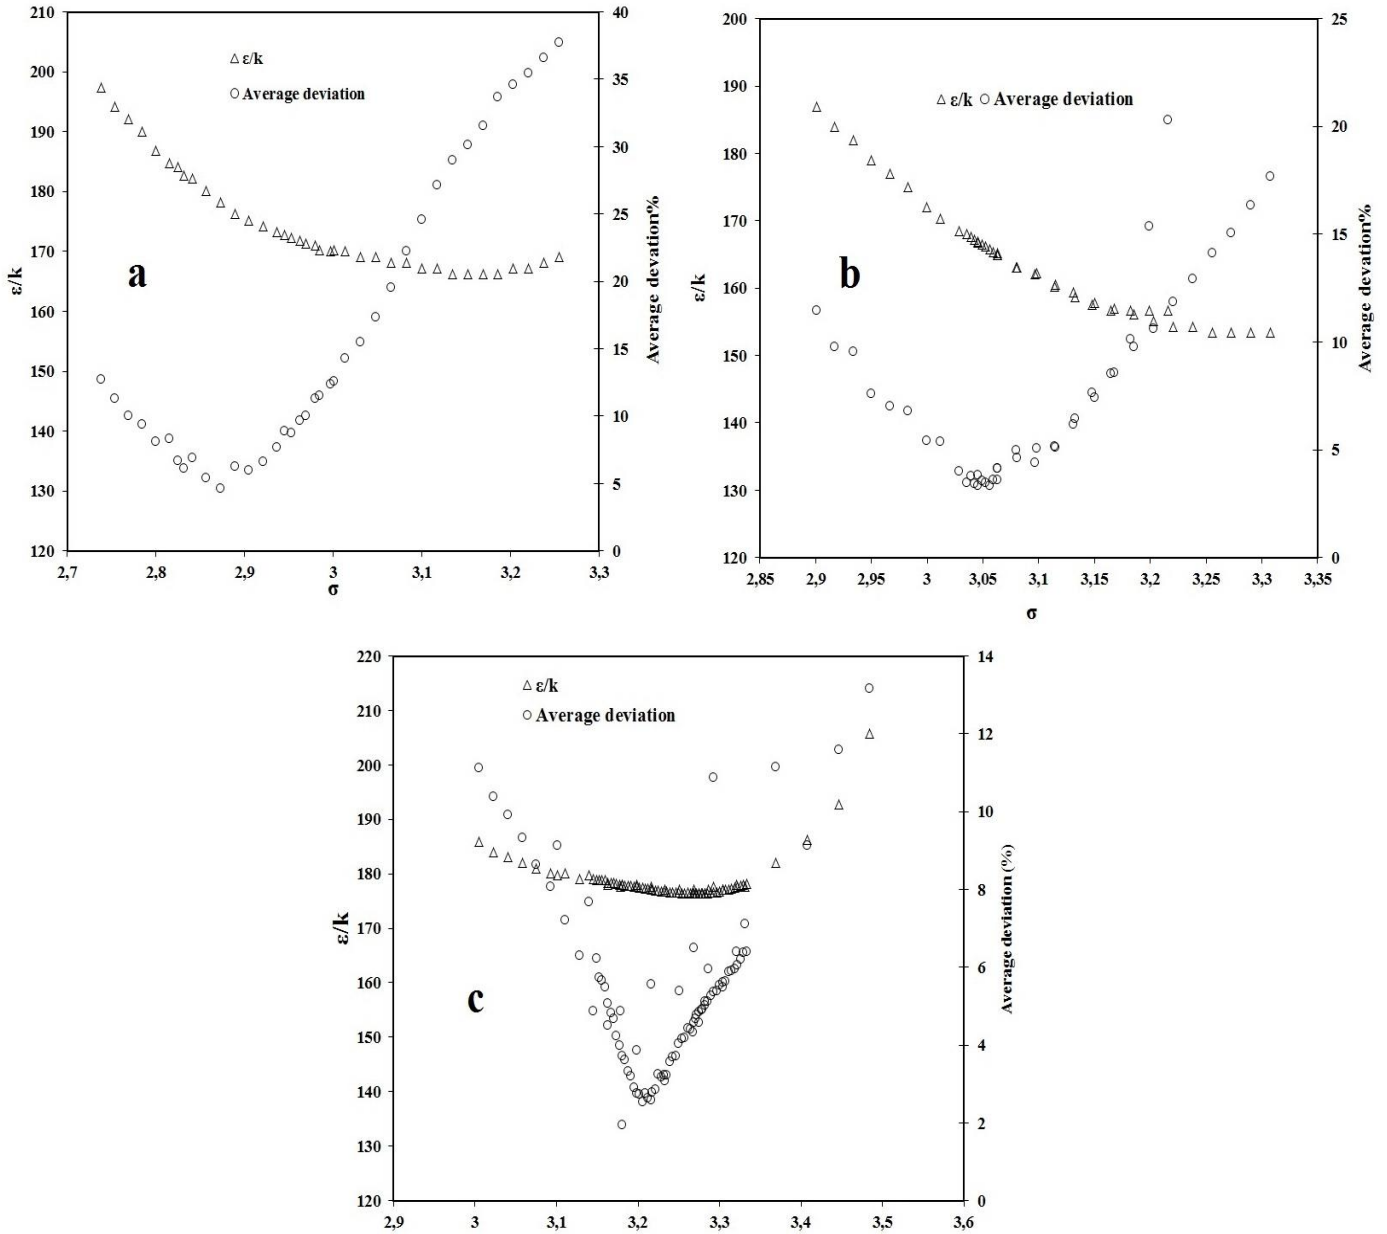 210
200
190
180
170
160
150
140
130
120
ε/k
△ ε/k
○ Average deviation
a
40
35
30
25
20
15
10
5
0
Average devation%
2,7 2,8 2,9 3 3,1 3,2 3,3
σ
200
190
180
170
160
150
140
130
120
ε/k
△ ε/k ○ Average deviation
b
25
20
15
10
5
0
Average deviation%
2,85 2,9 2,95 3 3,05 3,1 3,15 3,2 3,25 3,3 3,35
σ
220
210
200
190
180
170
160
150
140
130
120
ε/k
△ ε/k
○ Average deviation
c
14
12
10
8
6
4
2
0
Average deviation (%)
2,9 3 3,1 3,2 3,3 3,4 3,5 3,6